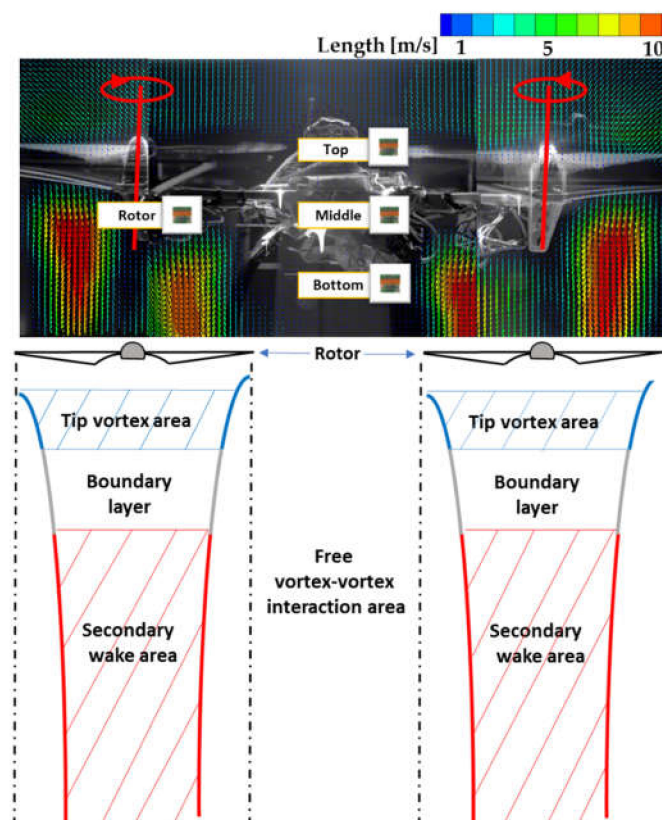 Length [m/s]
1 5 10
Top
Rotor
Middle
Bottom
Rotor
Tip vortex area
Tip vortex area
Boundary
layer
Boundary
layer
Free
vortex-vortex
interaction area
Secondary
wake area
Secondary
wake area